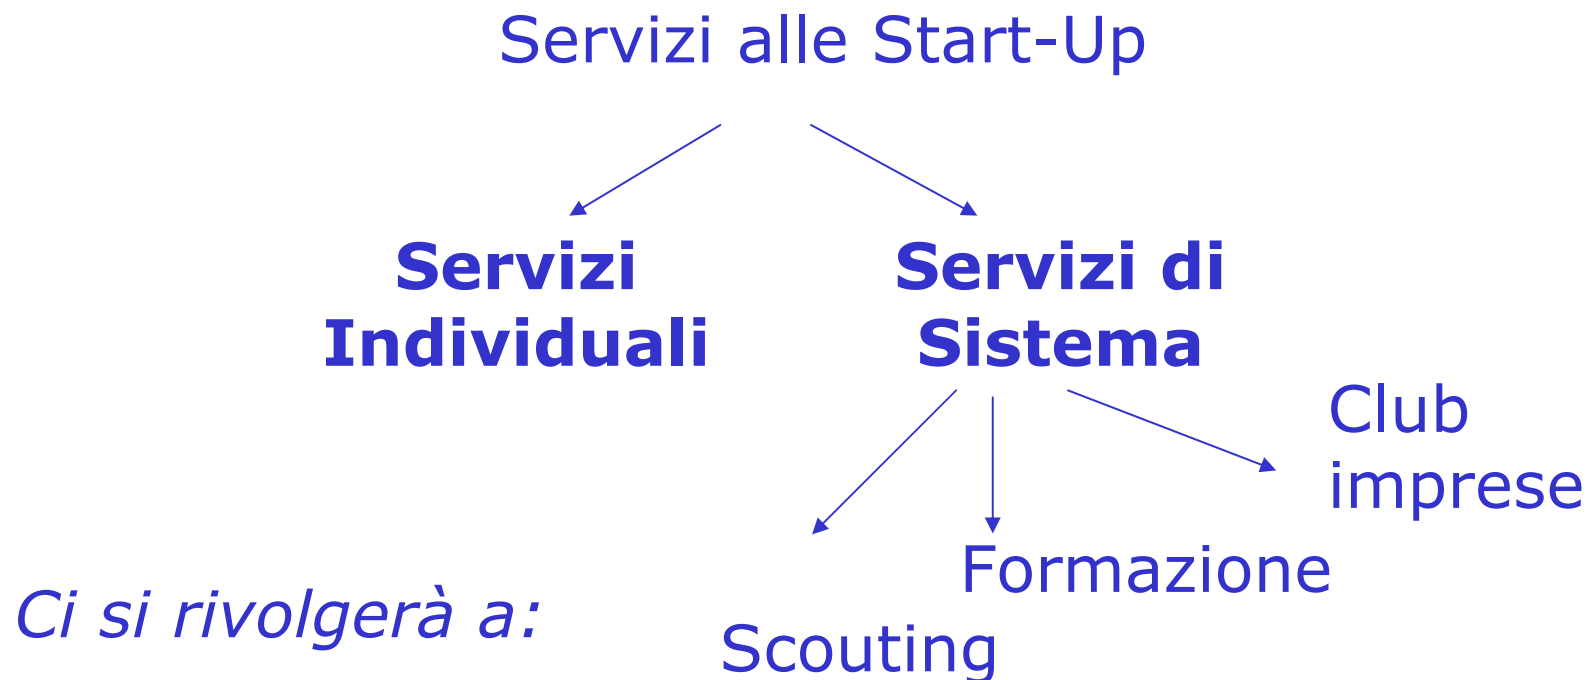 Servizi alle Start-Up
Servizi
Individuali
Servizi di
Sistema
Club
imprese
Formazione
Ci si rivolgerà a:
Scouting